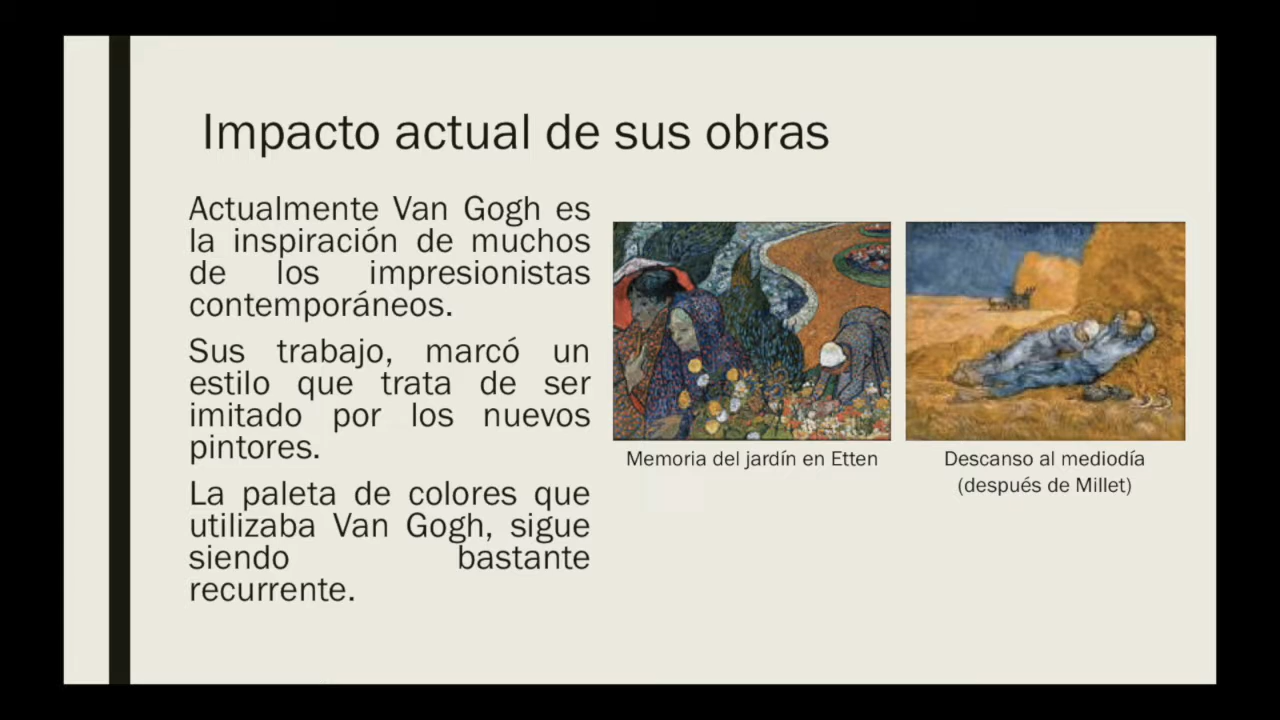 Impacto actual de sus obras
Actualmente Van Gogh es
la inspiración de muchos
de los impresionistas
contemporáneos.
Sus trabajo, marcó un
estilo que trata de ser
imitado por los nuevos
pintores.
La paleta de colores que
utilizaba Van Gogh, sigue
siendo bastante
recurrente.
Memoria del jardín en Etten
Descanso al mediodía
(después de Millet)